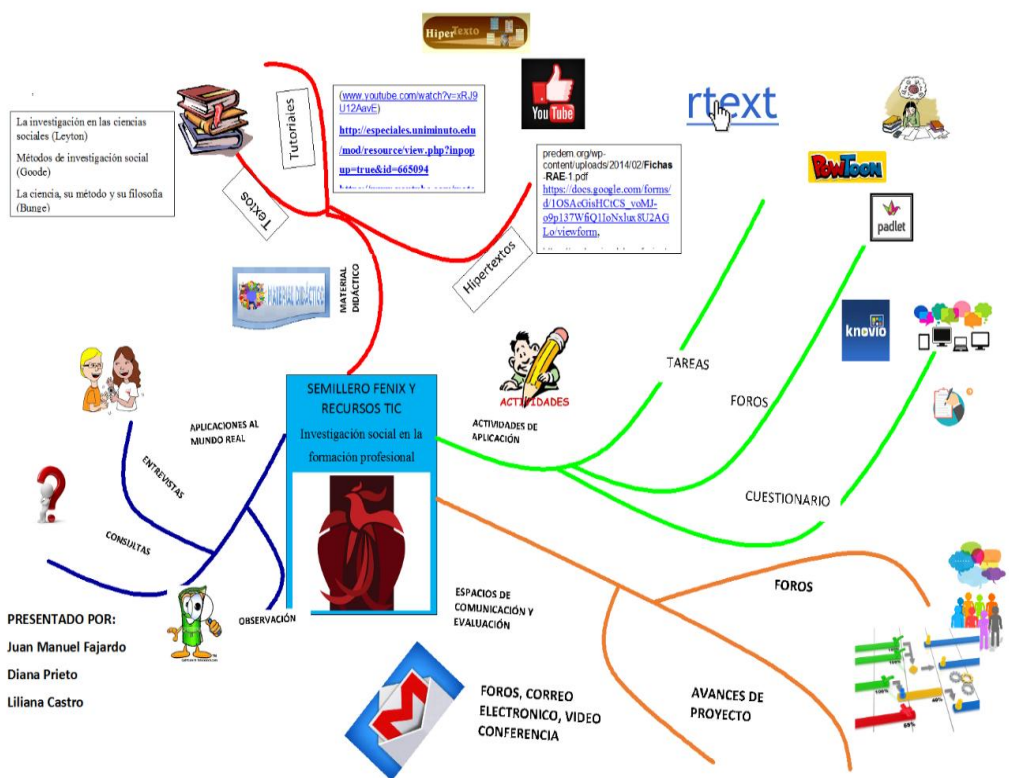 HiperTexto
You Tube
rtext
PowToon
padlet
knovio
La investigación en las ciencias
sociales (Leyton)
Métodos de investigación social
(Goode)
La ciencia, su método y su filosofía
(Bunge)
Tutoriales
Textos
Hipertextos
(www.youtube.com/watch?v=xRJ9
U12AavE)
http://especiales.uniminuto.edu
/mod/resource/view.php?inpop
up=true&id=665094
predem.org/wp-
content/uploads/2014/02/Fichas
-RAE-1.pdf
https://docs.google.com/forms/
d/1OSAcGisHCtCS_voMJ-
o9p137WfiQ1IoNxlux8U2AG
Lo/viewform,
MATERIAL DIDÁCTICO
MATERIAL
DIDÁCTICO
SEMILLERO FENIX Y
RECURSOS TIC
Investigación social en la
formación profesional
ACTIVIDADES
ACTIVIDADES DE
APLICACIÓN
TAREAS
FOROS
CUESTIONARIO
APLICACIONES AL
MUNDO REAL
ENTREVISTAS
CONSULTAS
OBSERVACIÓN
ESPACIOS DE
COMUNICACIÓN Y
EVALUACIÓN
FOROS
AVANCES DE
PROYECTO
FOROS, CORREO
ELECTRONICO, VIDEO
CONFERENCIA
PRESENTADO POR:
Juan Manuel Fajardo
Diana Prieto
Liliana Castro